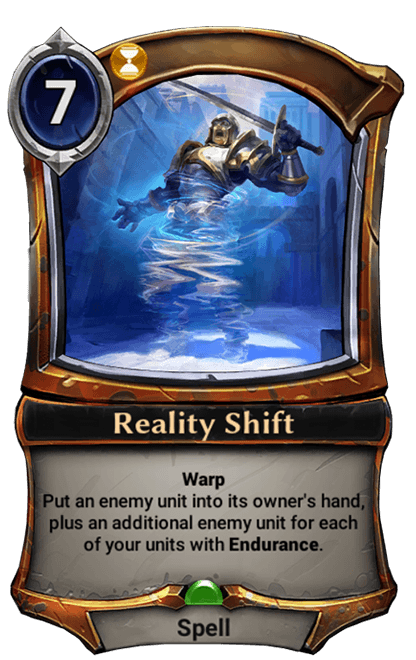 7
Reality Shift
Warp
Put an enemy unit into its owner's hand,
plus an additional enemy unit for each
of your units with Endurance.
Spell